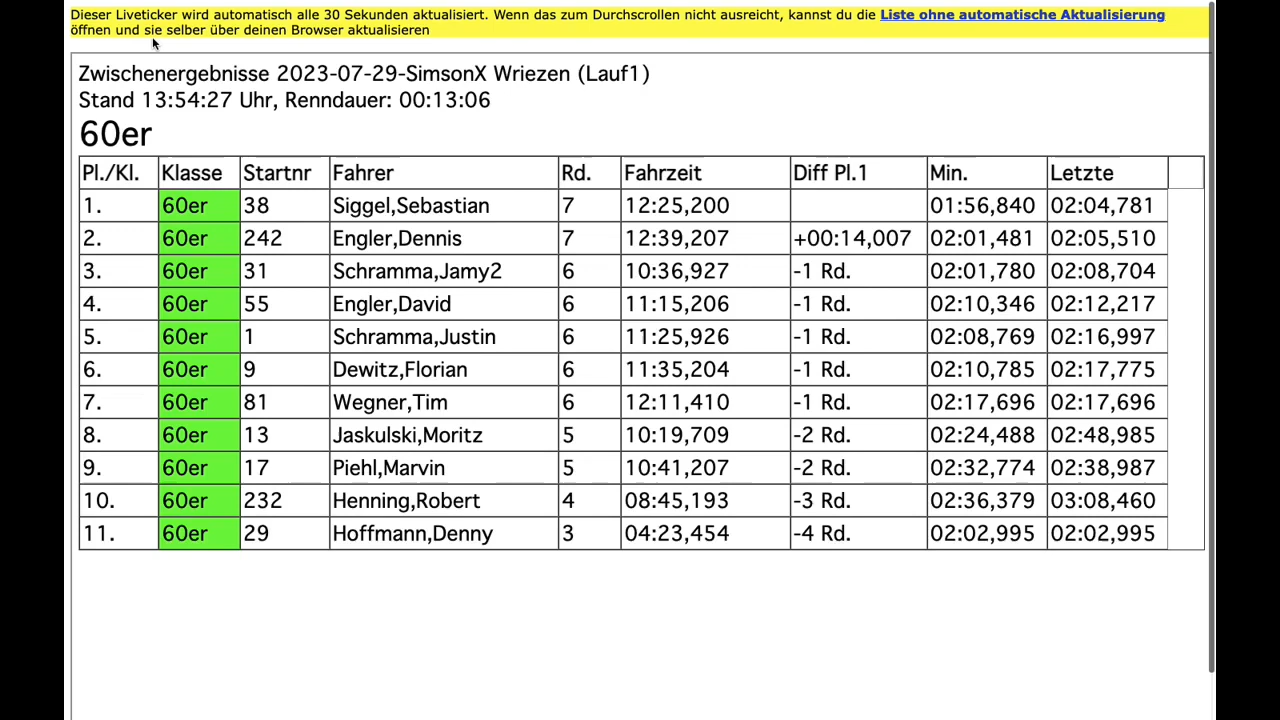 Dieser Liveticker wird automatisch alle 30 Sekunden aktualisiert. Wenn das zum Durchscrollen nicht ausreicht, kannst du die Liste ohne automatische Aktualisierung
öffnen und sie selber über deinen Browser aktualisieren
Zwischenergebnisse 2023-07-29-SimsonX Wriezen (Lauf1)
Stand 13:54:27 Uhr, Renndauer: 00:13:06
60er
Pl./Kl. Klasse Startnr Fahrer Rd. Fahrzeit Diff Pl.1 Min. Letzte
1. 60er 38 Siggel,Sebastian 7 12:25,200 01:56,840 02:04,781
2. 60er 242 Engler,Dennis 7 12:39,207 +00:14,007 02:01,481 02:05,510
3. 60er 31 Schramma,Jamy2 6 10:36,927 -1 Rd. 02:01,780 02:08,704
4. 60er 55 Engler,David 6 11:15,206 -1 Rd. 02:10,346 02:12,217
5. 60er 1 Schramma,Justin 6 11:25,926 -1 Rd. 02:08,769 02:16,997
6. 60er 9 Dewitz,Florian 6 11:35,204 -1 Rd. 02:10,785 02:17,775
7. 60er 81 Wegner,Tim 6 12:11,410 -1 Rd. 02:17,696 02:17,696
8. 60er 13 Jaskulski,Moritz 5 10:19,709 -2 Rd. 02:24,488 02:48,985
9. 60er 17 Piehl,Marvin 5 10:41,207 -2 Rd. 02:32,774 02:38,987
10. 60er 232 Henning,Robert 4 08:45,193 -3 Rd. 02:36,379 03:08,460
11. 60er 29 Hoffmann,Denny 3 04:23,454 -4 Rd. 02:02,995 02:02,995